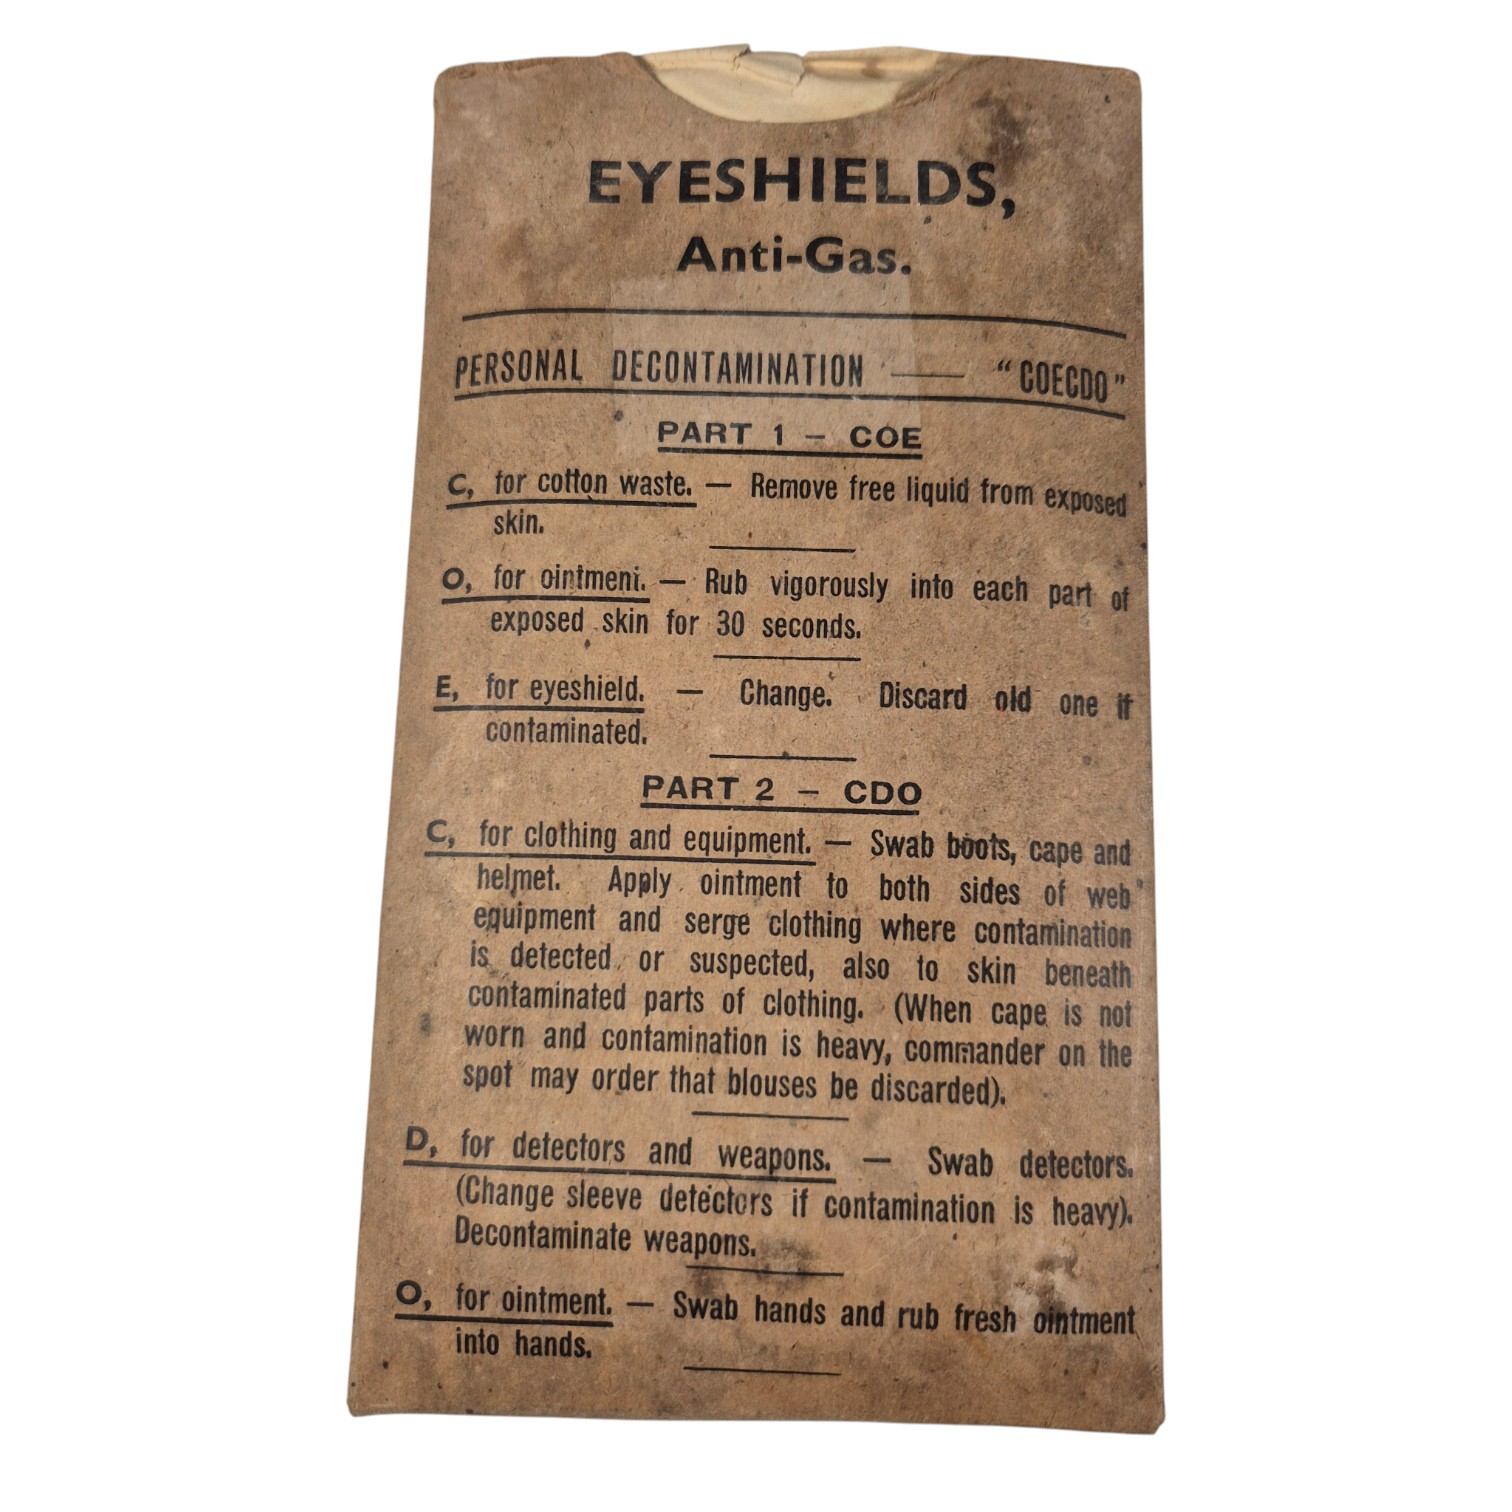 EYESHIELDS,
Anti-Gas.
PERSONAL DECONTAMINATION — “COECDO”
PART 1 – COE
C, for cotton waste. — Remove free liquid from exposed
skin.
O, for ointment. — Rub vigorously into each part of
exposed skin for 30 seconds.
E, for eyeshield. — Change. Discard old one if
contaminated.
PART 2 – CDO
C, for clothing and equipment. — Swab boots, cape and
helmet. Apply ointment to both sides of web
equipment and serge clothing where contamination
is detected or suspected, also to skin beneath
contaminated parts of clothing. (When cape is not
worn and contamination is heavy, commander on the
spot may order that blouses be discarded).
D, for detectors and weapons. — Swab detectors.
(Change sleeve detectors if contamination is heavy).
Decontaminate weapons.
O, for ointment. — Swab hands and rub fresh ointment
into hands.